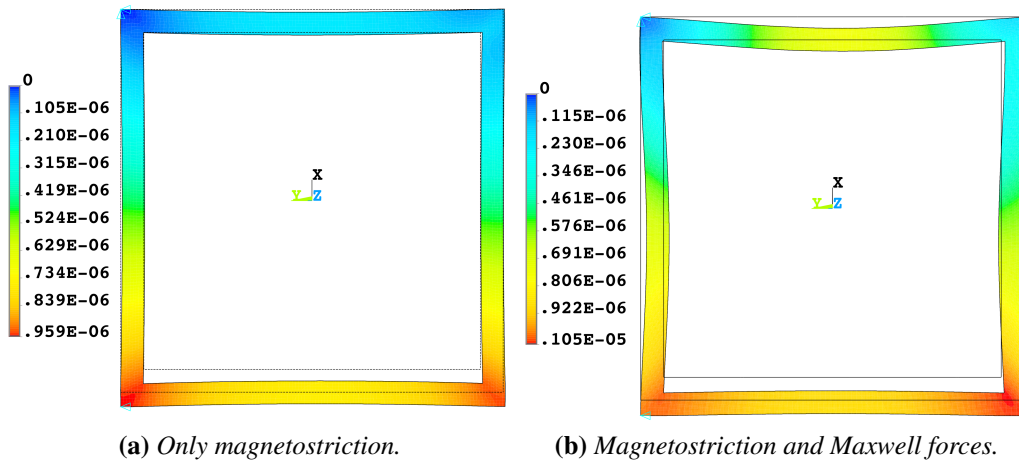 0
.105E-06
.210E-06
.315E-06
.419E-06
.524E-06
.629E-06
.734E-06
.839E-06
.959E-06
X
Y Z
(a) Only magnetostriction.
0
.115E-06
.230E-06
.346E-06
.461E-06
.576E-06
.691E-06
.806E-06
.922E-06
.105E-05
X
Y Z
(b) Magnetostriction and Maxwell forces.